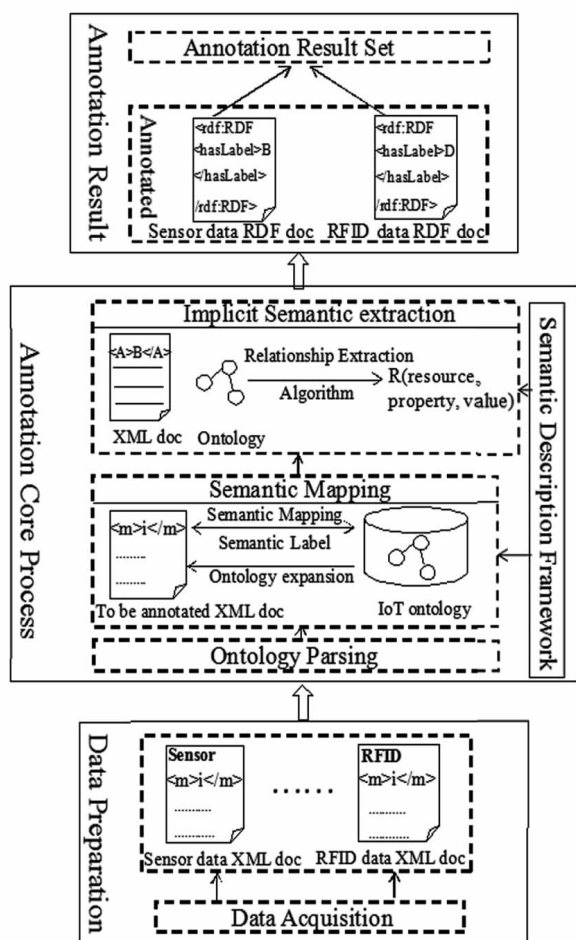 Annotation Result
Annotation Result Set
Annotated
<rdf:RDF
<hasLabel>B
</hasLabel>
/rdf:RDF>
<rdf:RDF
<hasLabel>D
</hasLabel>
/rdf:RDF>
Sensor data RDF doc
RFID data RDF doc
Annotation Core Process
Implicit Semantic extraction
<A>B</A>
XML doc
Ontology
Relationship Extraction
Algorithm
R(resource,
property, value)
Semantic Description Framework
Semantic Mapping
<m>i</m>
........
........
Semantic Mapping
Semantic Label
Ontology expansion
To be annotated XML doc
IoT ontology
Ontology Parsing
Data Preparation
Sensor
<m>i</m>
...........
...........
......
RFID
<m>i</m>
...........
...........
Sensor data XML doc
RFID data XML doc
Data Acquisition